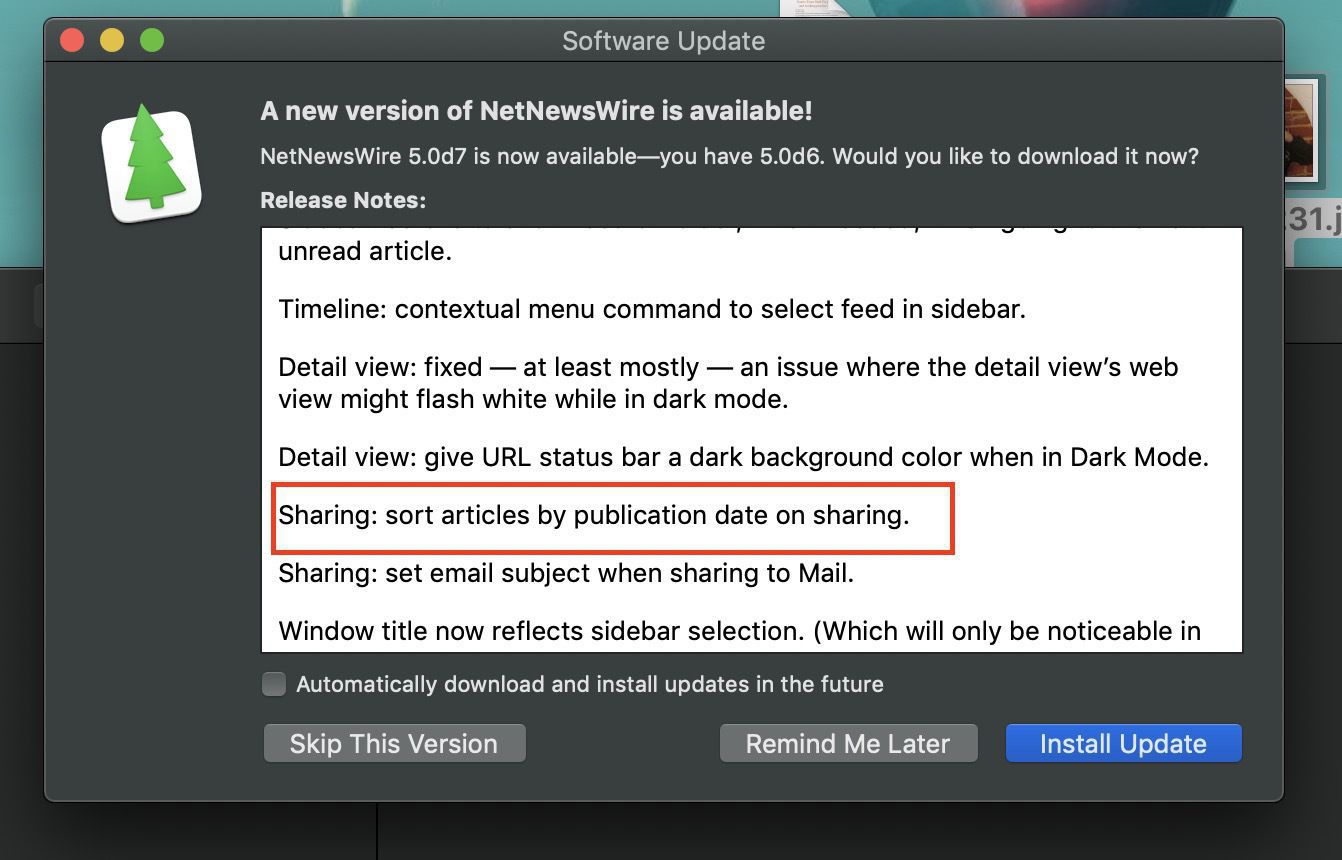 Software Update
A new version of NetNewsWire is available!
NetNewsWire 5.0d7 is now available—you have 5.0d6. Would you like to download it now?
Release Notes:
unread article.
Timeline: contextual menu command to select feed in sidebar.
Detail view: fixed — at least mostly — an issue where the detail view’s web
view might flash white while in dark mode.
Detail view: give URL status bar a dark background color when in Dark Mode.
Sharing: sort articles by publication date on sharing.
Sharing: set email subject when sharing to Mail.
Window title now reflects sidebar selection. (Which will only be noticeable in
Automatically download and install updates in the future
Skip This Version
Remind Me Later
Install Update
31.j